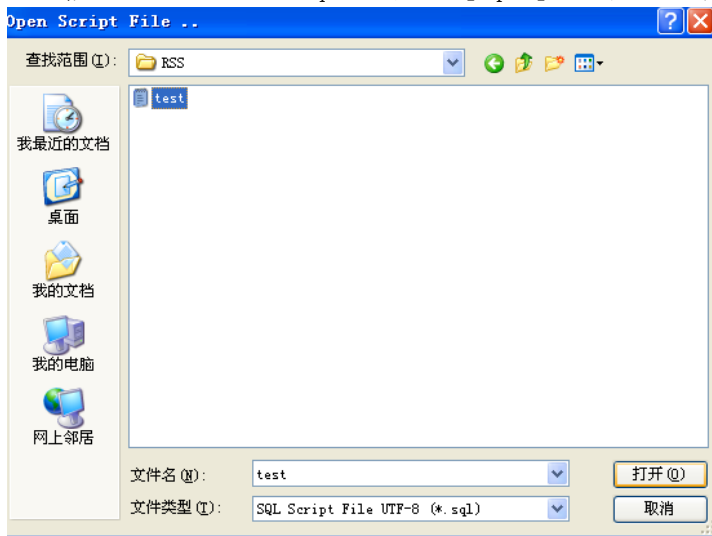 Open Script File ..
查找范围(I):
RSS
test
我最近的文档
桌面
我的文档
我的电脑
网上邻居
文件名(N):
test
打开(O)
文件类型(T):
SQL Script File UTF-8 (*.sql)
取消